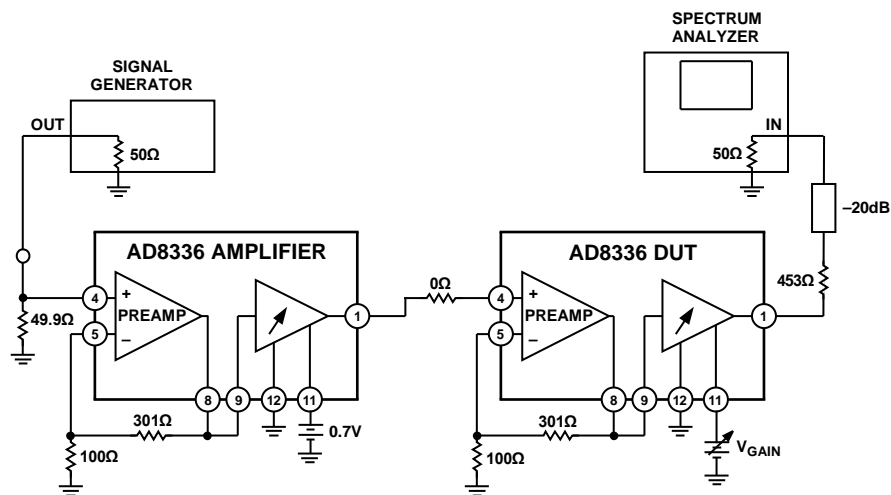 SPECTRUM
ANALYZER
SIGNAL
GENERATOR
OUT
IN
50Ω
50Ω
–20dB
AD8336 AMPLIFIER
AD8336 DUT
453Ω
0Ω
4
+
PREAMP
1
4
+
PREAMP
1
49.9Ω
5
–
5
–
8
9
12
11
8
9
12
11
301Ω
0.7V
301Ω
100Ω
100Ω
VGAIN